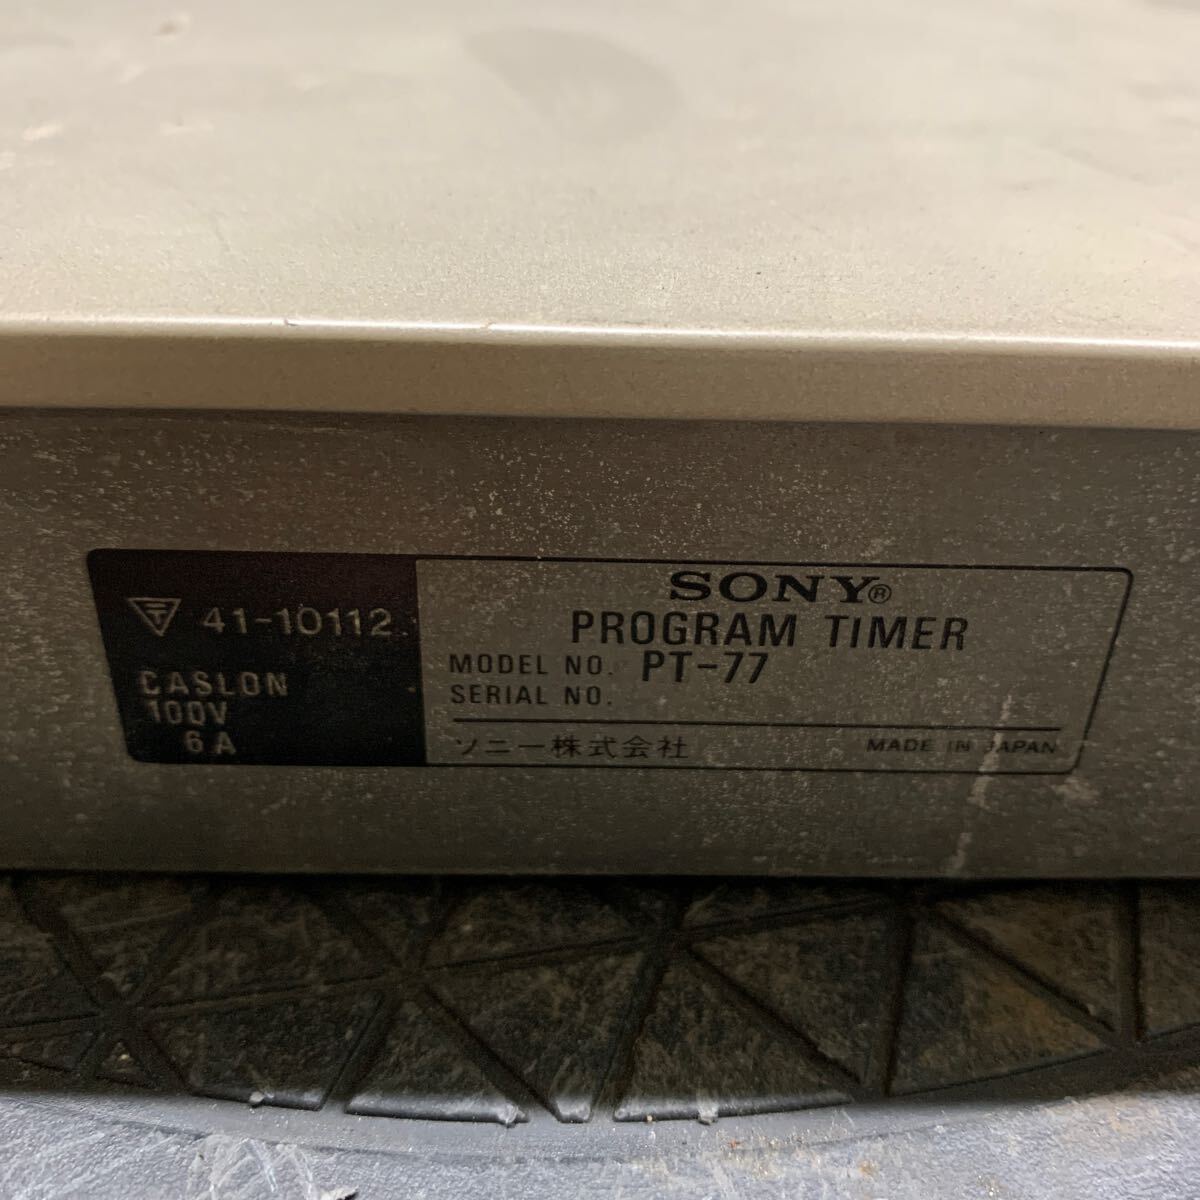 〒 41-10112
CASLON
100V
6A
SONY®
PROGRAM TIMER
MODEL NO. PT-77
SERIAL NO.
ソニー株式会社
MADE IN JAPAN